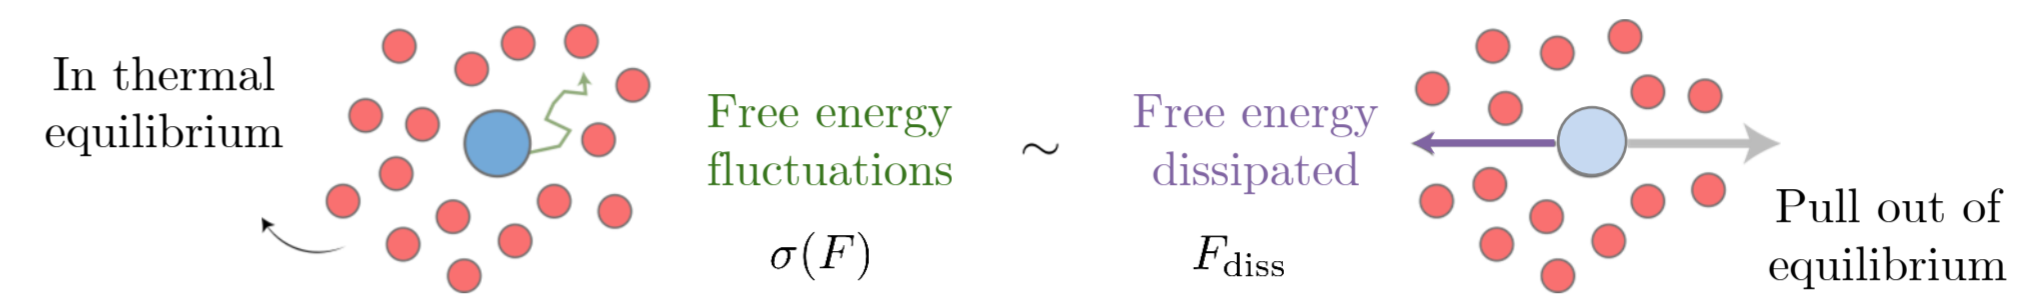 In thermal
equilibrium
Free energy
fluctuations
σ(F)
~
Free energy
dissipated
F_diss
Pull out of
equilibrium